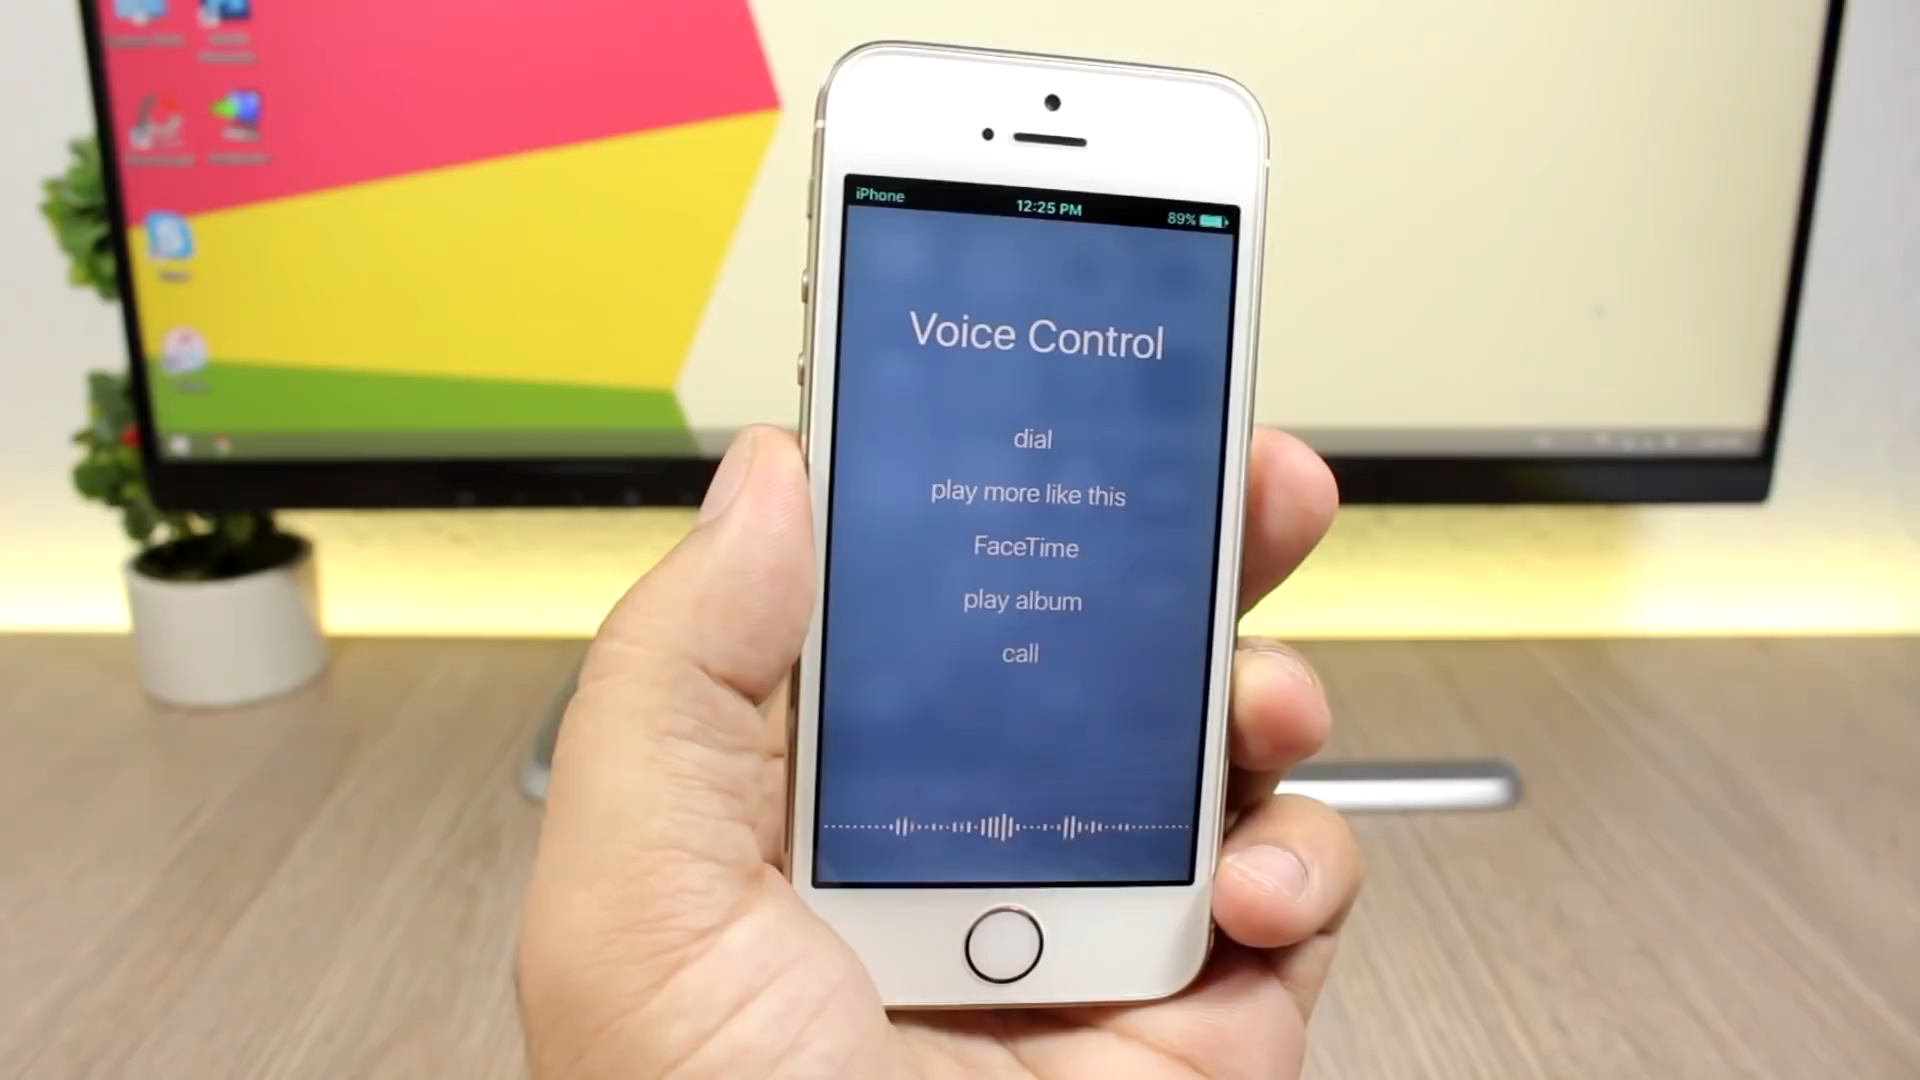 iPhone
12:25 PM
89%
Voice Control
dial
play more like this
FaceTime
play album
call